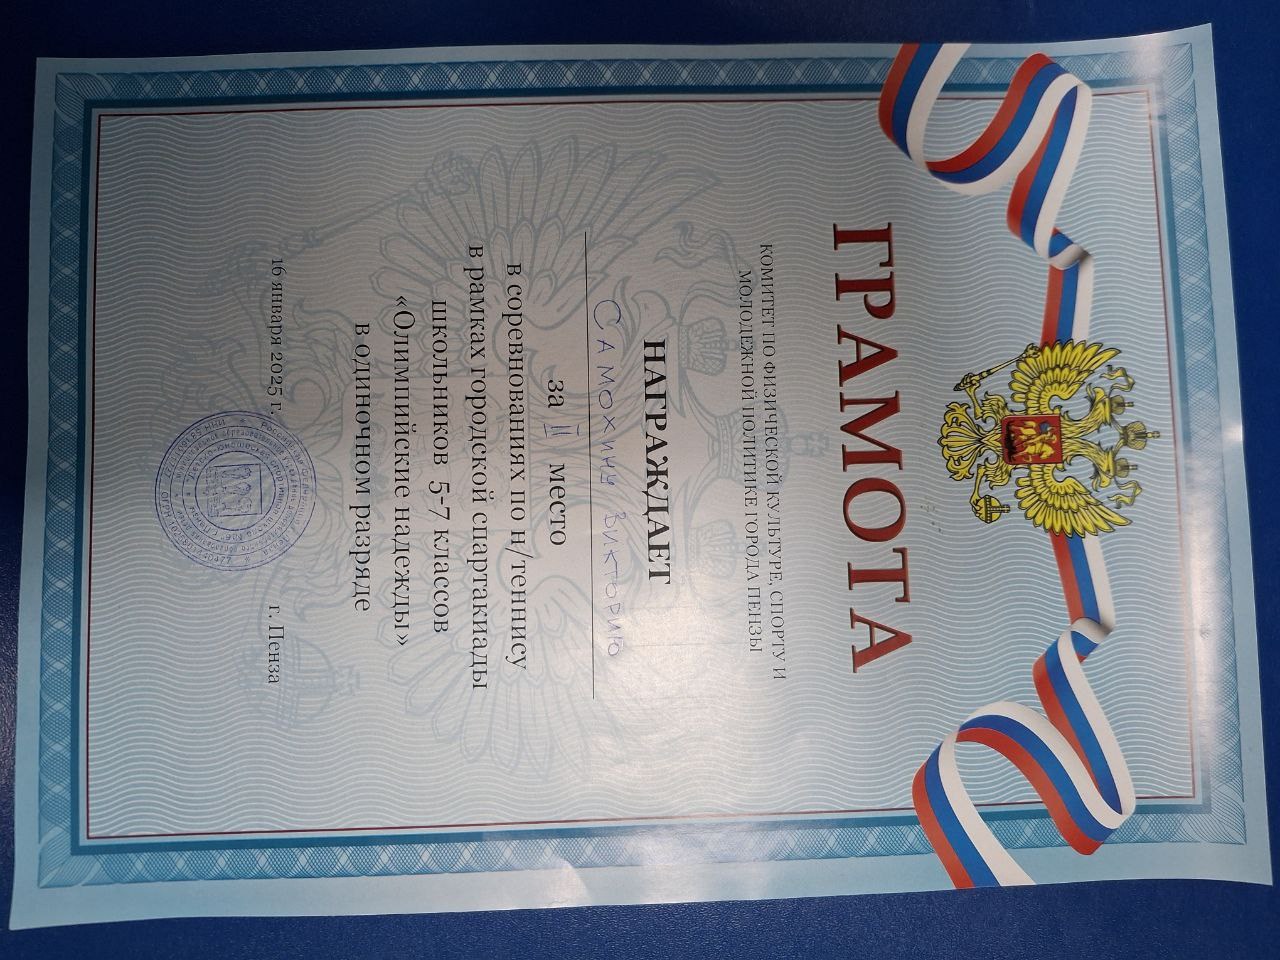 ГРАМОТА
КОМИТЕТ ПО ФИЗИЧЕСКОЙ КУЛЬТУРЕ, СПОРТУ И
МОЛОДЕЖНОЙ ПОЛИТИКЕ ГОРОДА ПЕНЗЫ
НАГРАЖДАЕТ
САМОХИНУ ВИКТОРИЮ
за II место
в соревнованиях по н/теннису
в рамках городской спартакиады
школьников 5-7 классов
«Олимпийские надежды»
в одиночном разряде
16 января 2025 г.
г. Пенза